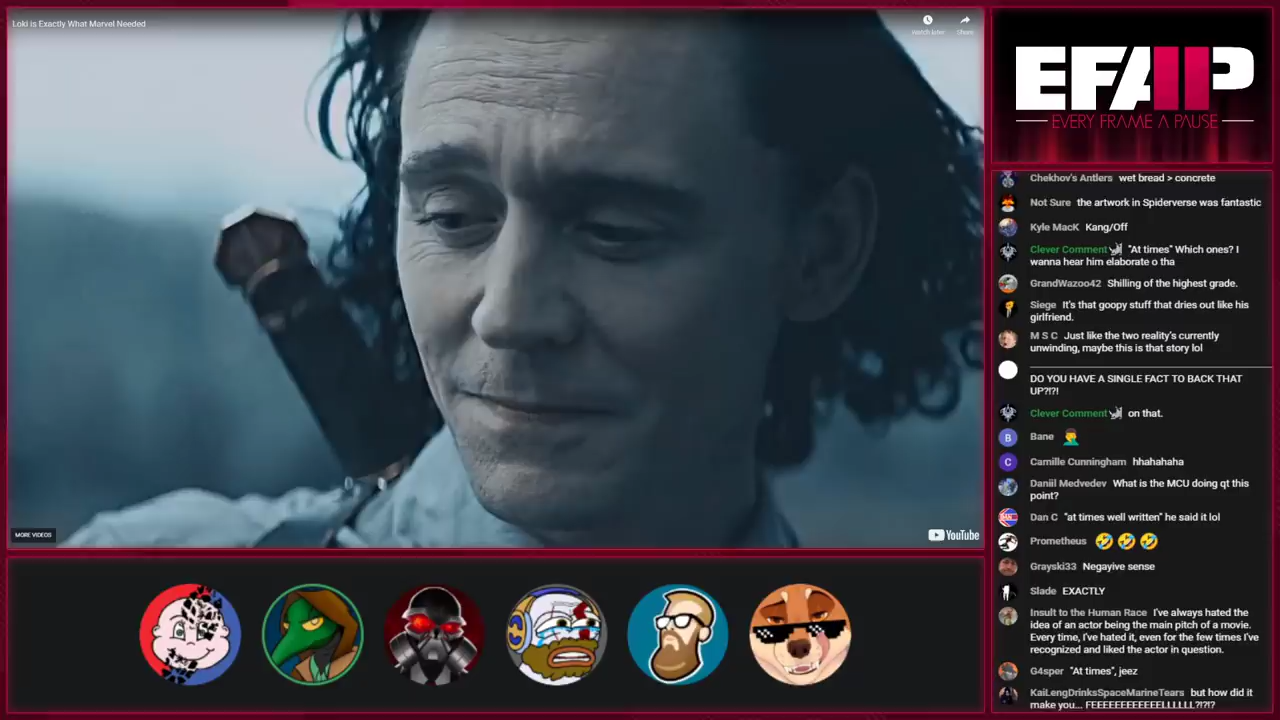 Loki is Exactly What Marvel Needed
Watch later
Share
MORE VIDEOS
YouTube
EFAP
EVERY FRAME A PAUSE
Chekhov's Antlers wet bread > concrete
Not Sure the artwork in Spiderverse was fantastic
Kyle MacK Kang/Off
Clever Comment "At times" Which ones? I
wanna hear him elaborate o tha
GrandWazoo42 Shilling of the highest grade.
Siege It's that goopy stuff that dries out like his
girlfriend.
M S C Just like the two reality's currently
unwinding, maybe this is that story lol
DO YOU HAVE A SINGLE FACT TO BACK THAT
UP?!?!
Clever Comment on that.
B
Bane 🤦‍♂️
C
Camille Cunningham hhahahaha
Daniil Medvedev What is the MCU doing qt this
point?
Dan C "at times well written" he said it lol
Prometheus 🤣🤣🤣
Grayski33 Negayive sense
Slade EXACTLY
Insult to the Human Race I've always hated the
idea of an actor being the main pitch of a movie.
Every time, I've hated it, even for the few times I've
recognized and liked the actor in question.
G4sper "At times", jeez
KaiLengDrinksSpaceMarineTears but how did it